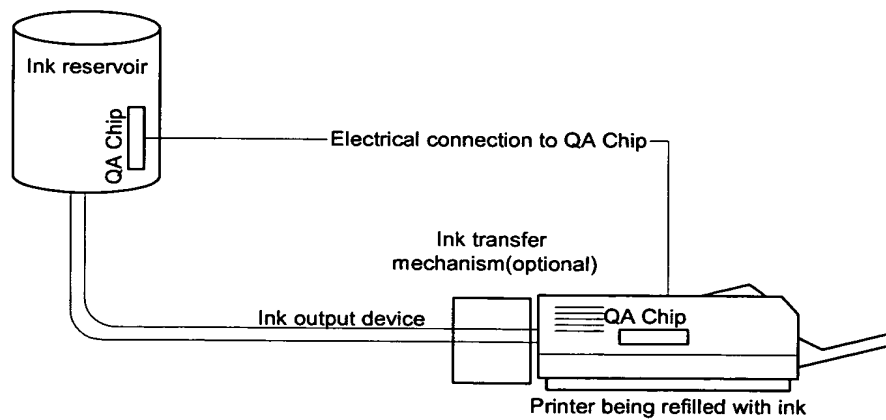 Ink reservoir
QA Chip
Electrical connection to QA Chip
Ink transfer
mechanism(optional)
Ink output device
QA Chip
Printer being refilled with ink